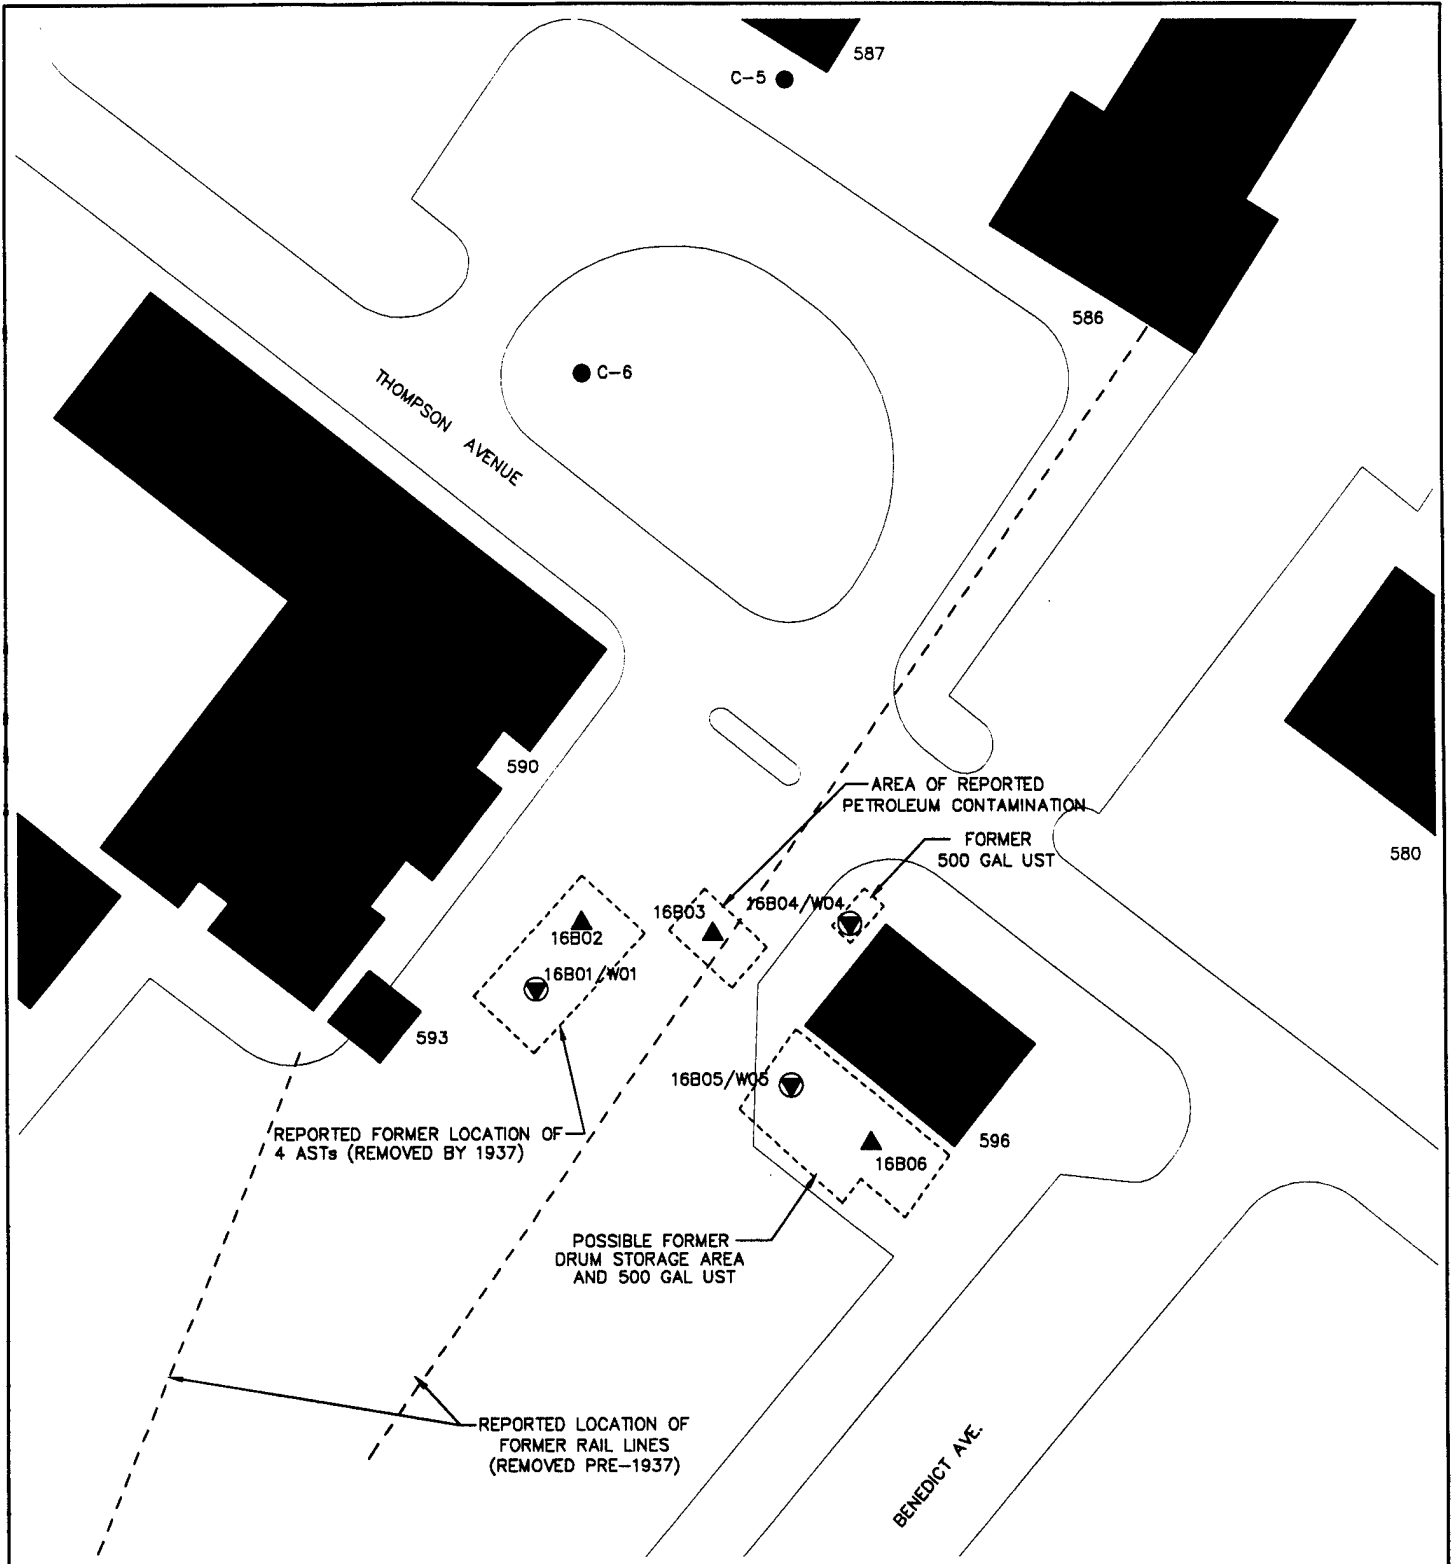 587
C-5
586
C-6
THOMPSON AVENUE
590
AREA OF REPORTED
PETROLEUM CONTAMINATION
FORMER
500 GAL UST
580
16B03
16B04/W04
16B02
16B01/W01
593
16B05/W05
REPORTED FORMER LOCATION OF
4 ASTs (REMOVED BY 1937)
596
16B06
POSSIBLE FORMER
DRUM STORAGE AREA
AND 500 GAL UST
REPORTED LOCATION OF
FORMER RAIL LINES
(REMOVED PRE-1937)
BENEDICT AVE.